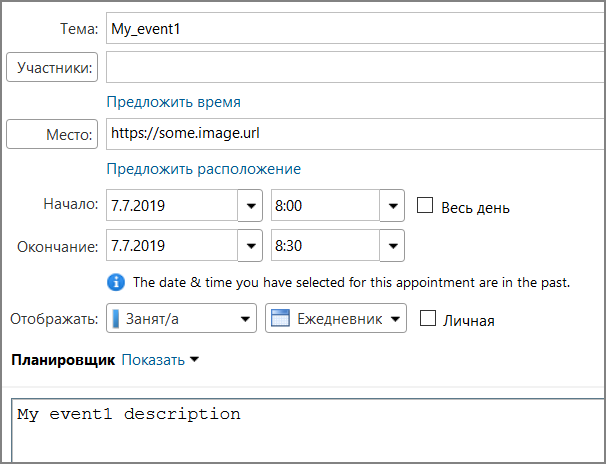 Тема: My_event1
Участники:
Предложить время
Место: https://some.image.url
Предложить расположение
Начало: 7.7.2019 8:00 Весь день
Окончание: 7.7.2019 8:30
The date & time you have selected for this appointment are in the past.
Отображать: Занят/а Ежедневник Личная
Планировщик Показать
My event1 description